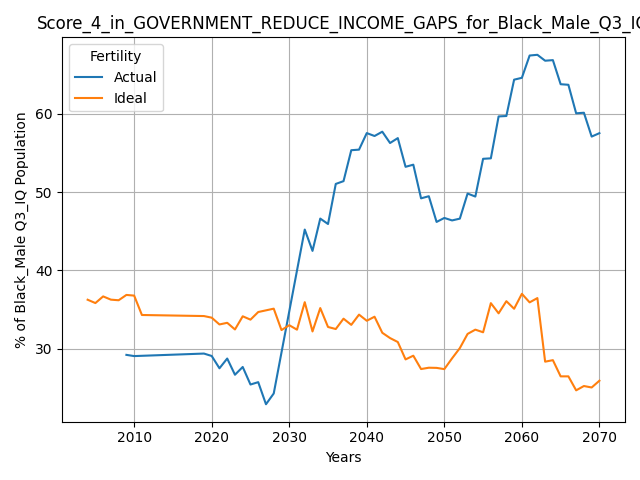 Score_4_in_GOVERNMENT_REDUCE_INCOME_GAPS_for_Black_Male_Q3_IQ
Fertility
Actual
Ideal
% of Black_Male Q3_IQ Population
60
50
40
30
2010 2020 2030 2040 2050 2060 2070
Years